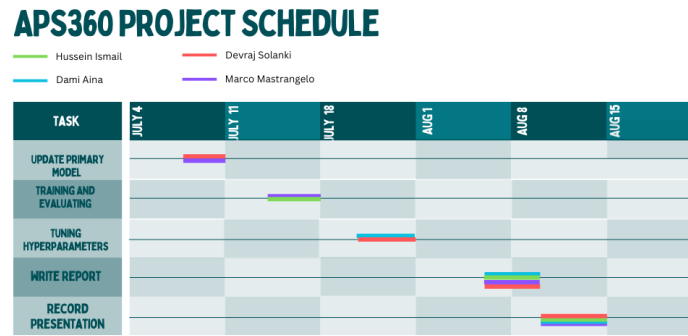 APS360 PROJECT SCHEDULE
Hussein Ismail
Devraj Solanki
Dami Aina
Marco Mastrangelo
TASK
JULY 4
JULY 11
JULY 18
AUG 1
AUG 8
AUG 15
UPDATE PRIMARY
MODEL
TRAINING AND
EVALUATING
TUNING
HYPERPARAMETERS
WRITE REPORT
RECORD
PRESENTATION